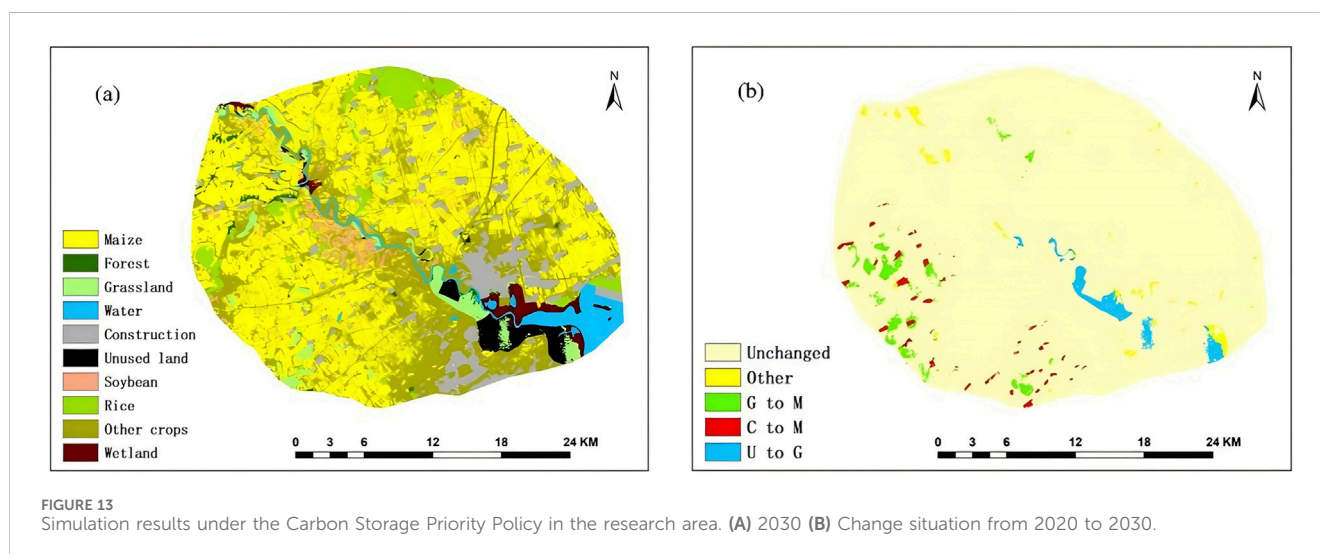 (a)
N
Maize
Forest
Grassland
Water
Construction
Unused land
Soybean
Rice
Other crops
Wetland
0 3 6 12 18 24 KM
(b)
N
Unchanged
Other
G to M
C to M
U to G
0 3 6 12 18 24 KM
FIGURE 13
Simulation results under the Carbon Storage Priority Policy in the research area. (A) 2030 (B) Change situation from 2020 to 2030.